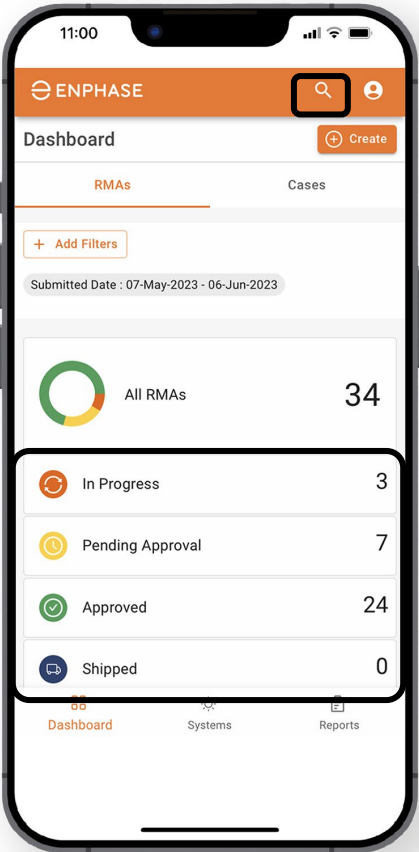 11:00
ENPHASE
Dashboard
Create
RMAs
Cases
+ Add Filters
Submitted Date : 07-May-2023 - 06-Jun-2023
All RMAs 34
In Progress 3
Pending Approval 7
Approved 24
Shipped 0
Dashboard
Systems
Reports